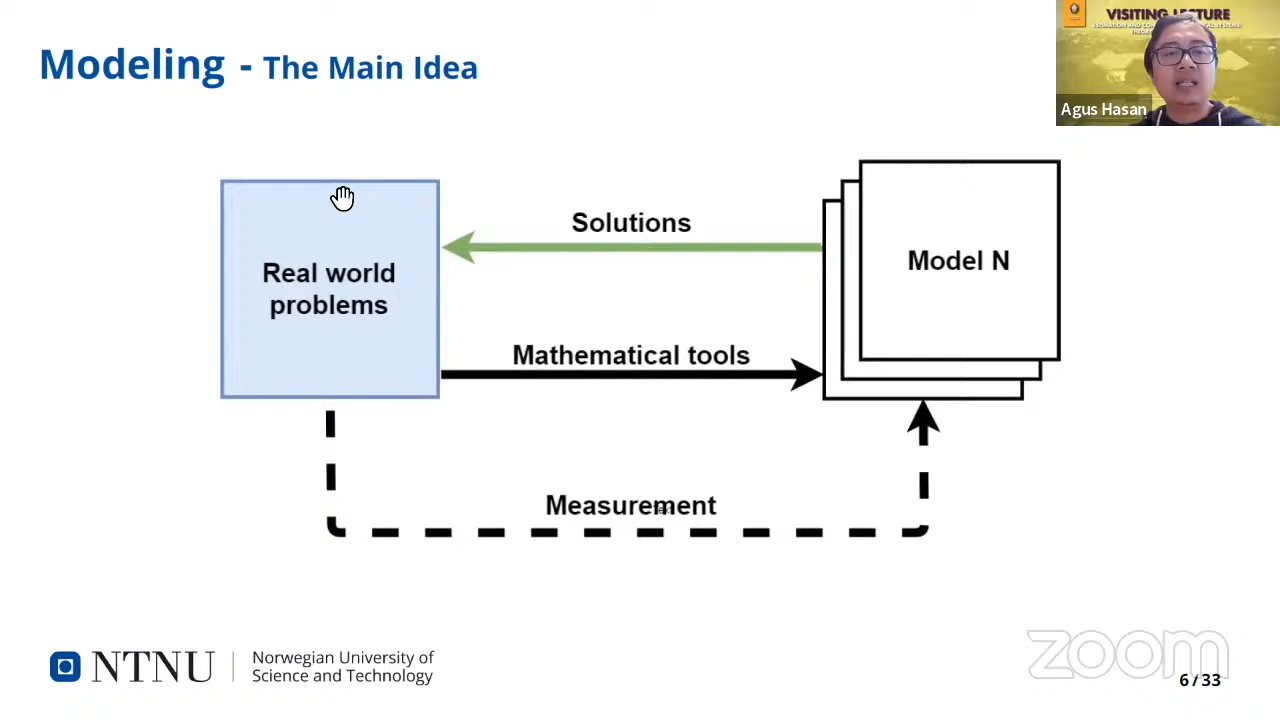 Modeling - The Main Idea
VISITING LECTURE
Agus Hasan
Solutions
Real world
problems
Model N
Mathematical tools
Measurement
NTNU
Norwegian University of
Science and Technology
zoom
6 / 33